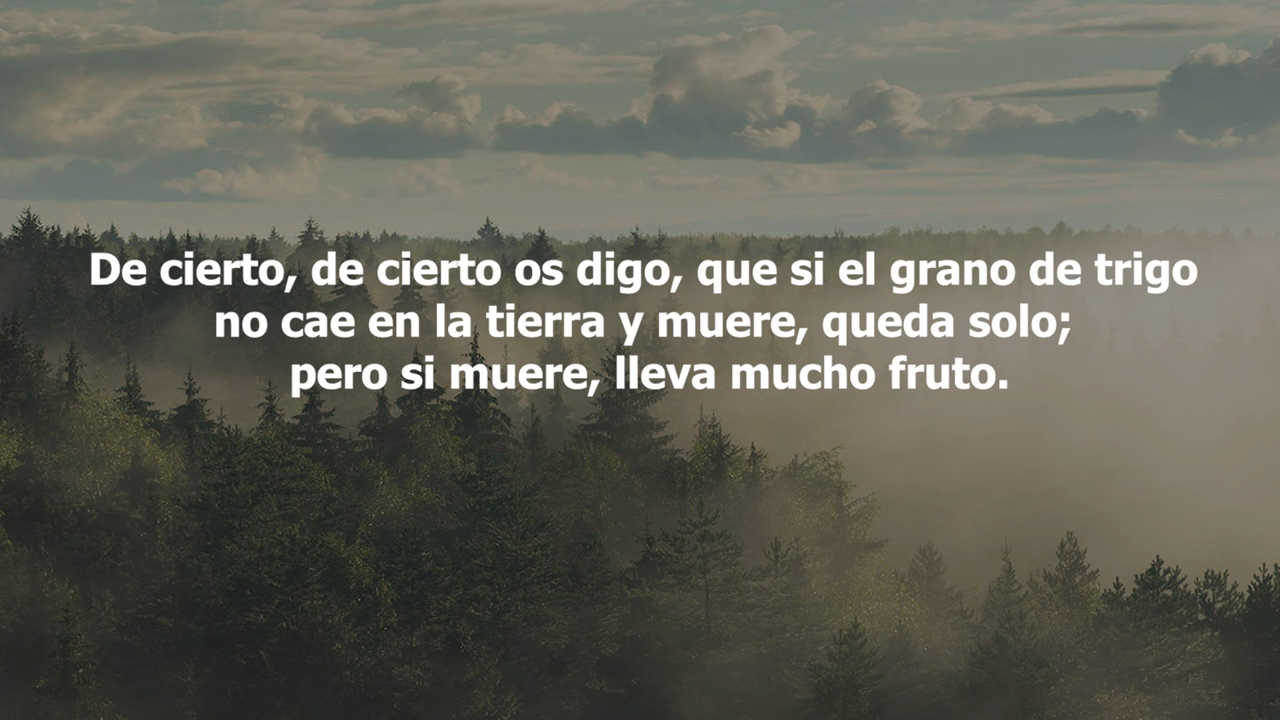 De cierto, de cierto os digo, que si el grano de trigo
no cae en la tierra y muere, queda solo;
pero si muere, lleva mucho fruto.